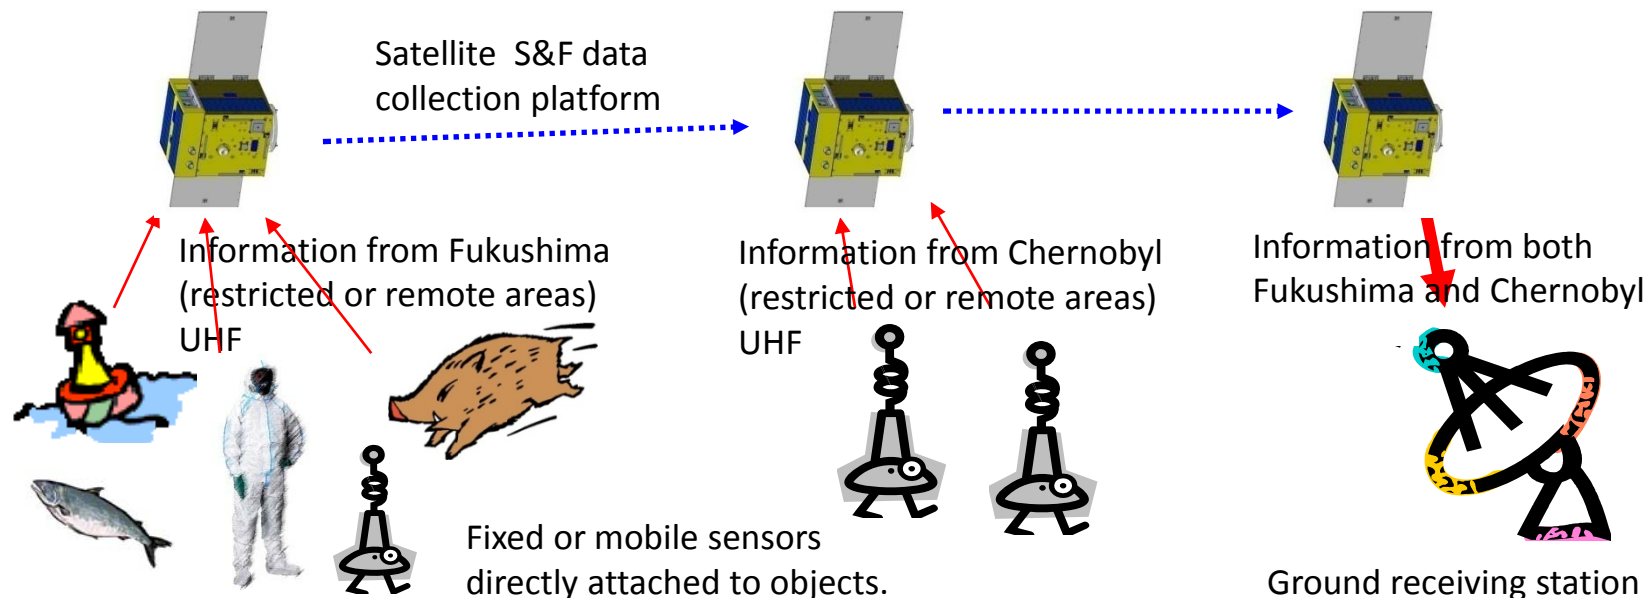 Satellite  S&F data
collection platform
Information from Fukushima
(restricted or remote areas)
UHF
Information from Chernobyl
(restricted or remote areas)
UHF
Information from both
Fukushima and Chernobyl
Fixed or mobile sensors
directly attached to objects.
Ground receiving station